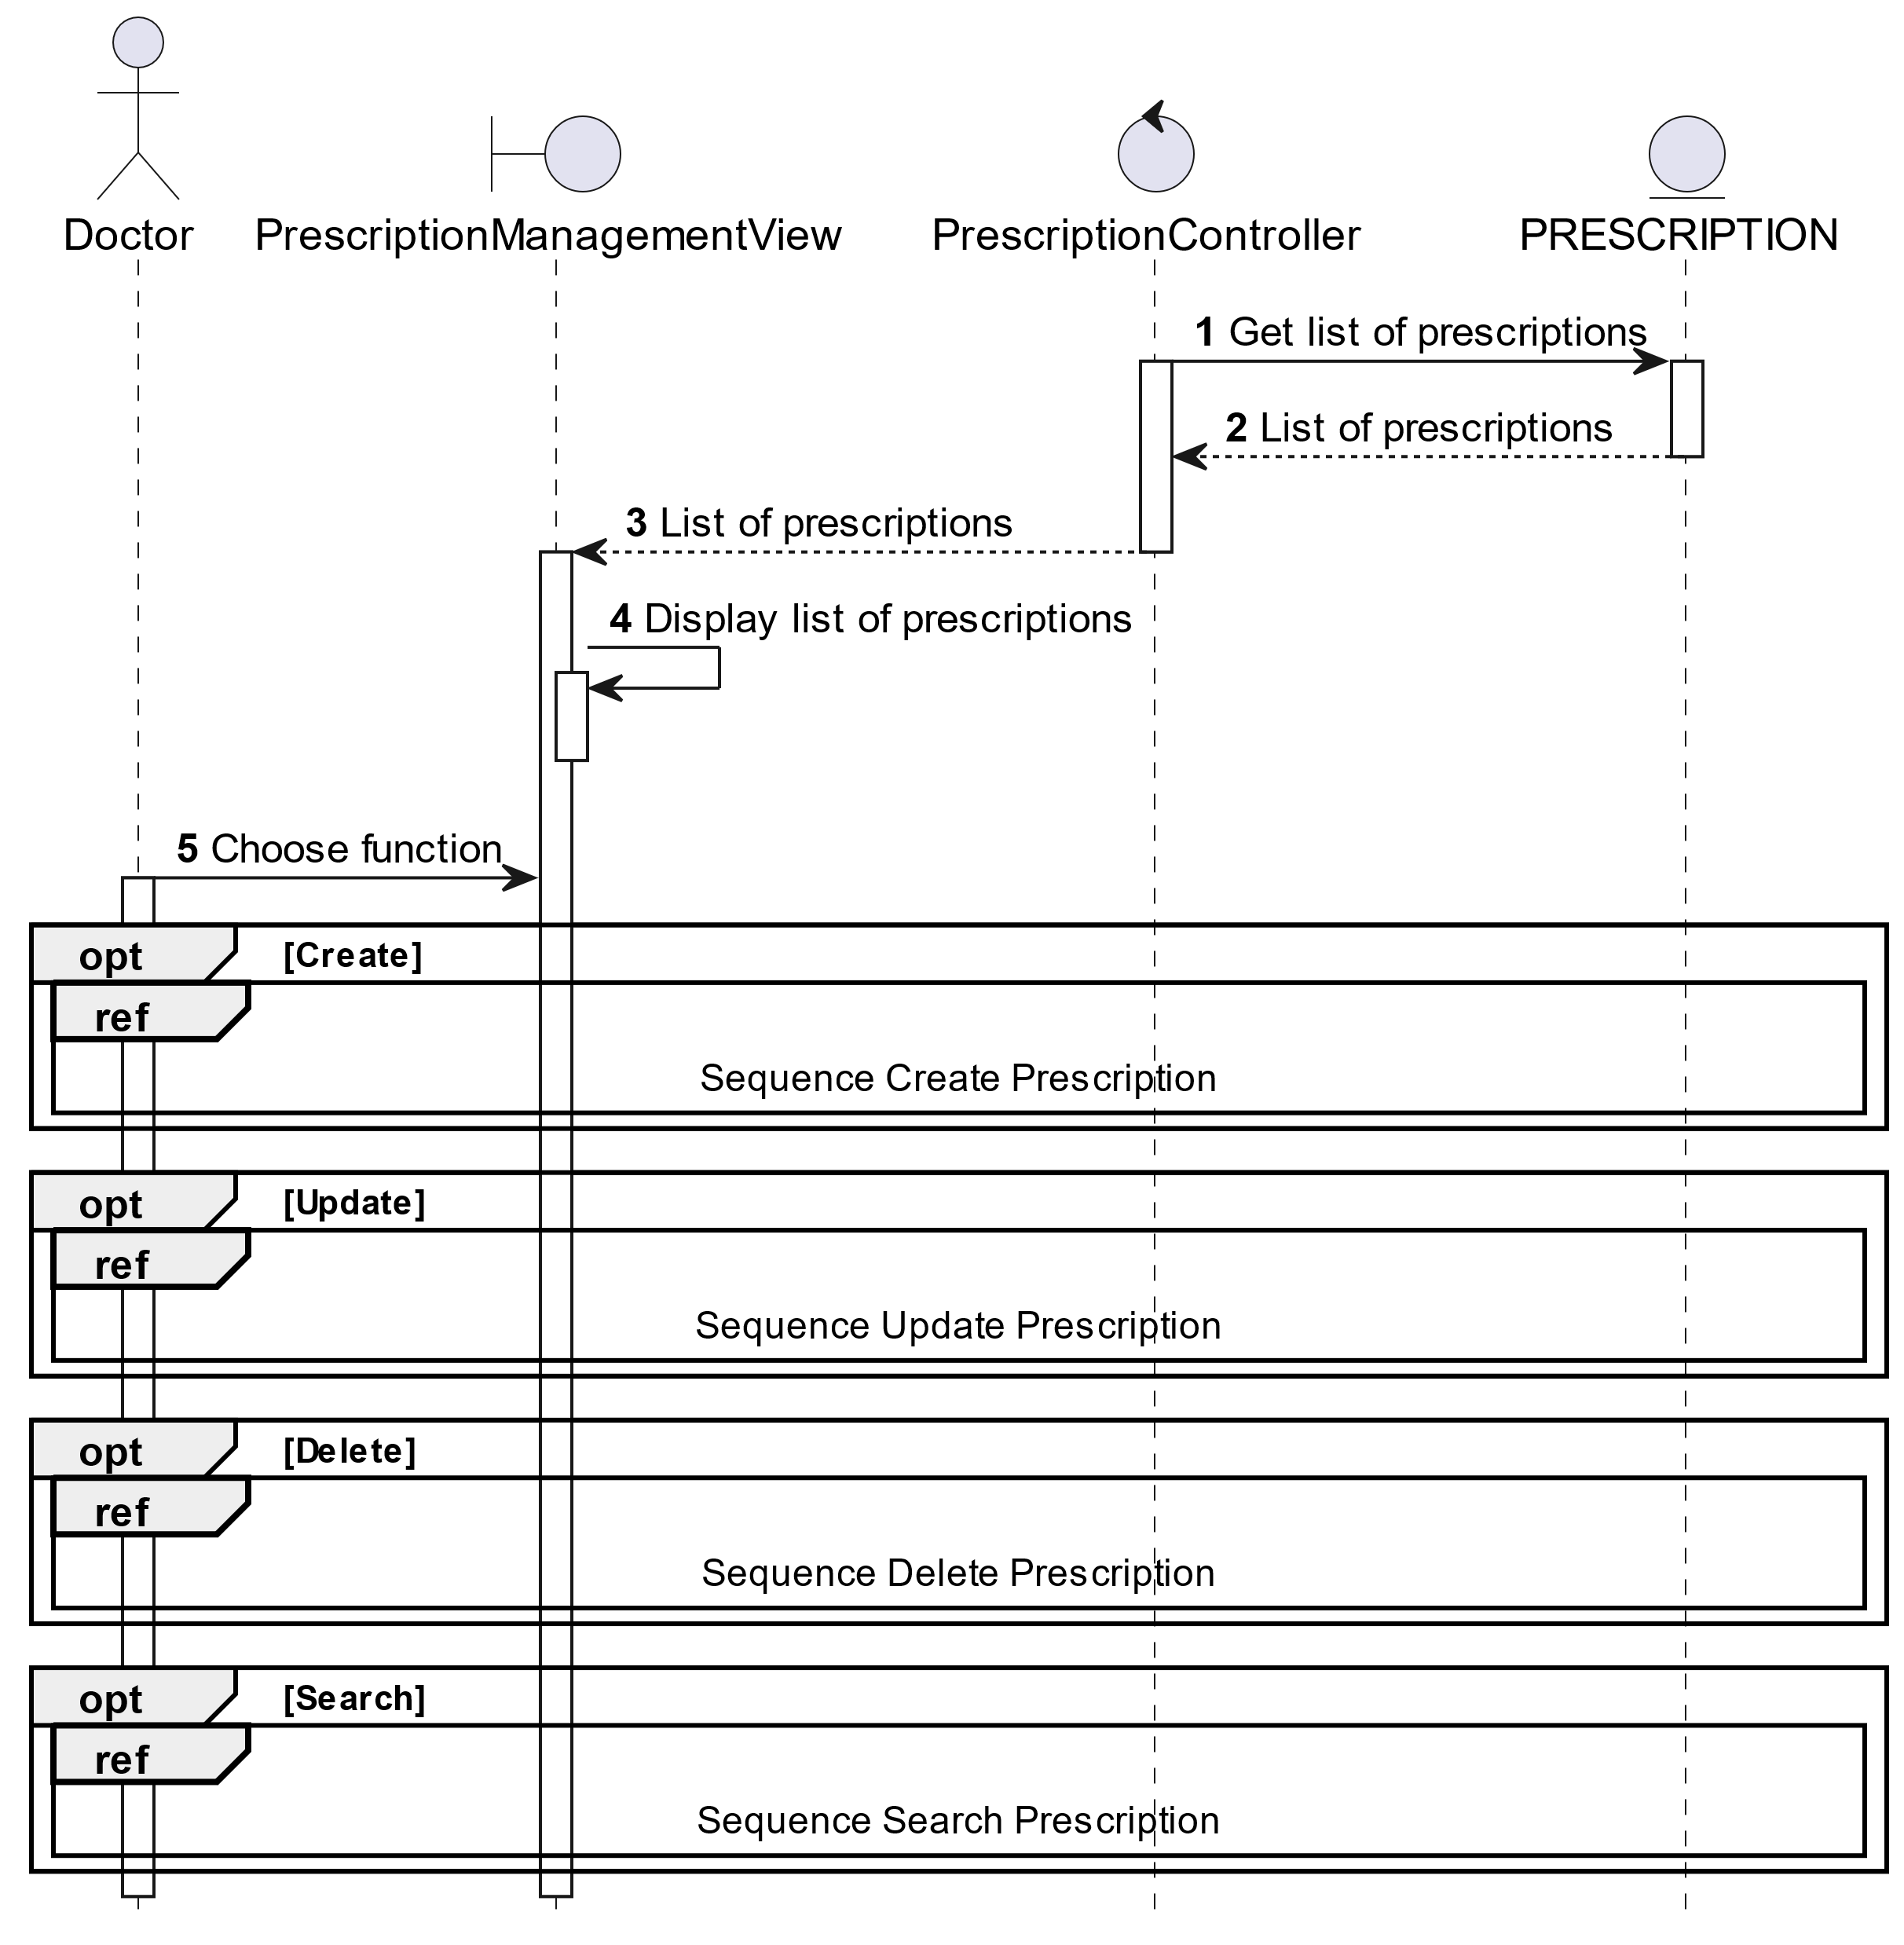 Doctor
PrescriptionManagementView
PrescriptionController
PRESCRIPTION
1 Get list of prescriptions
2 List of prescriptions
3 List of prescriptions
4 Display list of prescriptions
5 Choose function
opt [Create]
ref
Sequence Create Prescription
opt [Update]
ref
Sequence Update Prescription
opt [Delete]
ref
Sequence Delete Prescription
opt [Search]
ref
Sequence Search Prescription